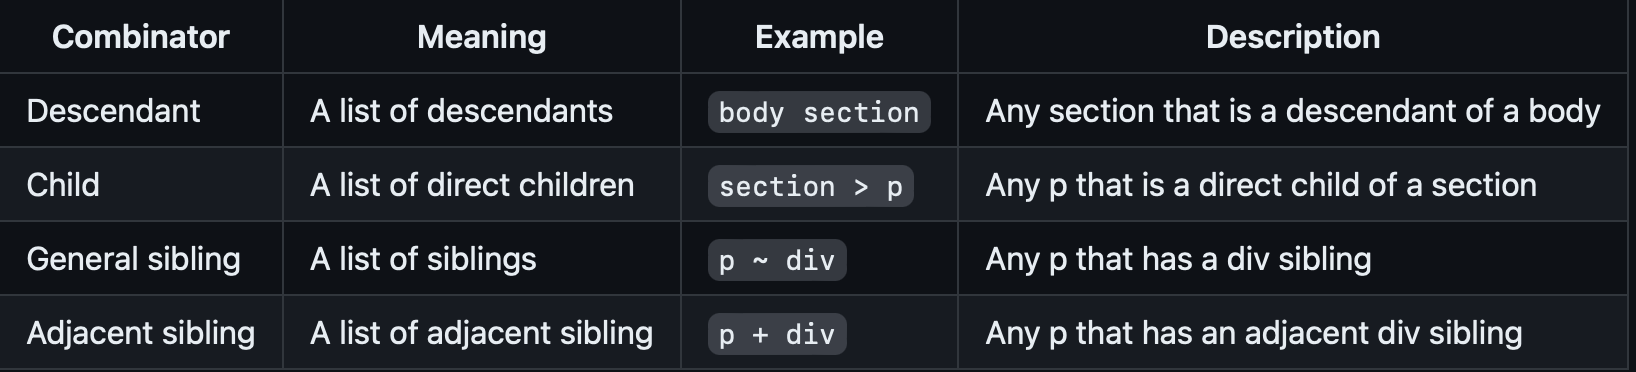 Combinator Meaning Example Description
Descendant A list of descendants body section Any section that is a descendant of a body
Child A list of direct children section > p Any p that is a direct child of a section
General sibling A list of siblings p ~ div Any p that has a div sibling
Adjacent sibling A list of adjacent sibling p + div Any p that has an adjacent div sibling